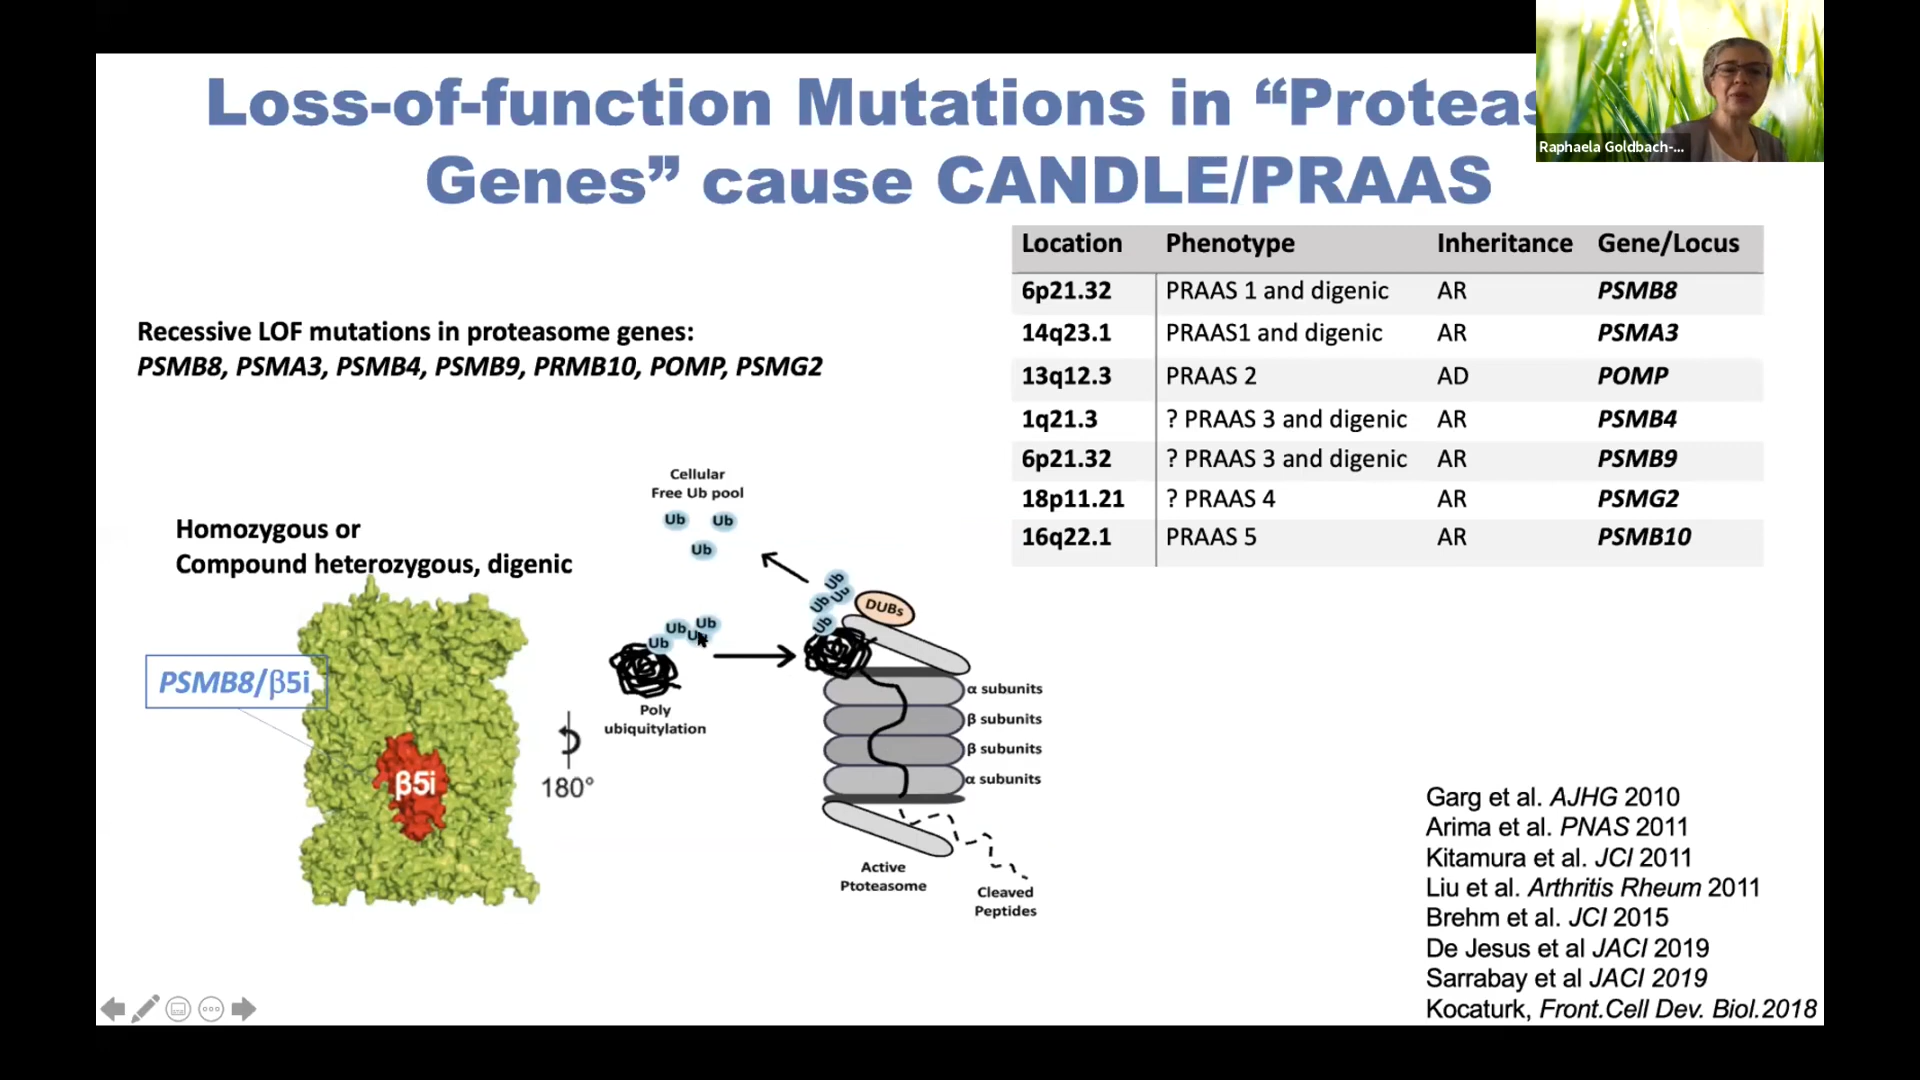 Loss-of-function Mutations in “Proteas
Genes” cause CANDLE/PRAAS
Raphaela Goldbach-...
Location Phenotype Inheritance Gene/Locus
6p21.32 PRAAS 1 and digenic AR PSMB8
14q23.1 PRAAS1 and digenic AR PSMA3
13q12.3 PRAAS 2 AD POMP
1q21.3 ? PRAAS 3 and digenic AR PSMB4
6p21.32 ? PRAAS 3 and digenic AR PSMB9
18p11.21 ? PRAAS 4 AR PSMG2
16q22.1 PRAAS 5 AR PSMB10
Recessive LOF mutations in proteasome genes:
PSMB8, PSMA3, PSMB4, PSMB9, PRMB10, POMP, PSMG2
Homozygous or
Compound heterozygous, digenic
PSMB8/β5i
β5i
180°
Cellular
Free Ub pool
Ub Ub
Ub
Ub Ub Ub
Ub
Poly
ubiquitylation
Ub
Ub Ub
Ub
DUBs
α subunits
β subunits
β subunits
α subunits
Active
Ptoteasome
Cleaved
Peptides
Garg et al. AJHG 2010
Arima et al. PNAS 2011
Kitamura et al. JCI 2011
Liu et al. Arthritis Rheum 2011
Brehm et al. JCI 2015
De Jesus et al JACI 2019
Sarrabay et al JACI 2019
Kocaturk, Front.Cell Dev. Biol.2018